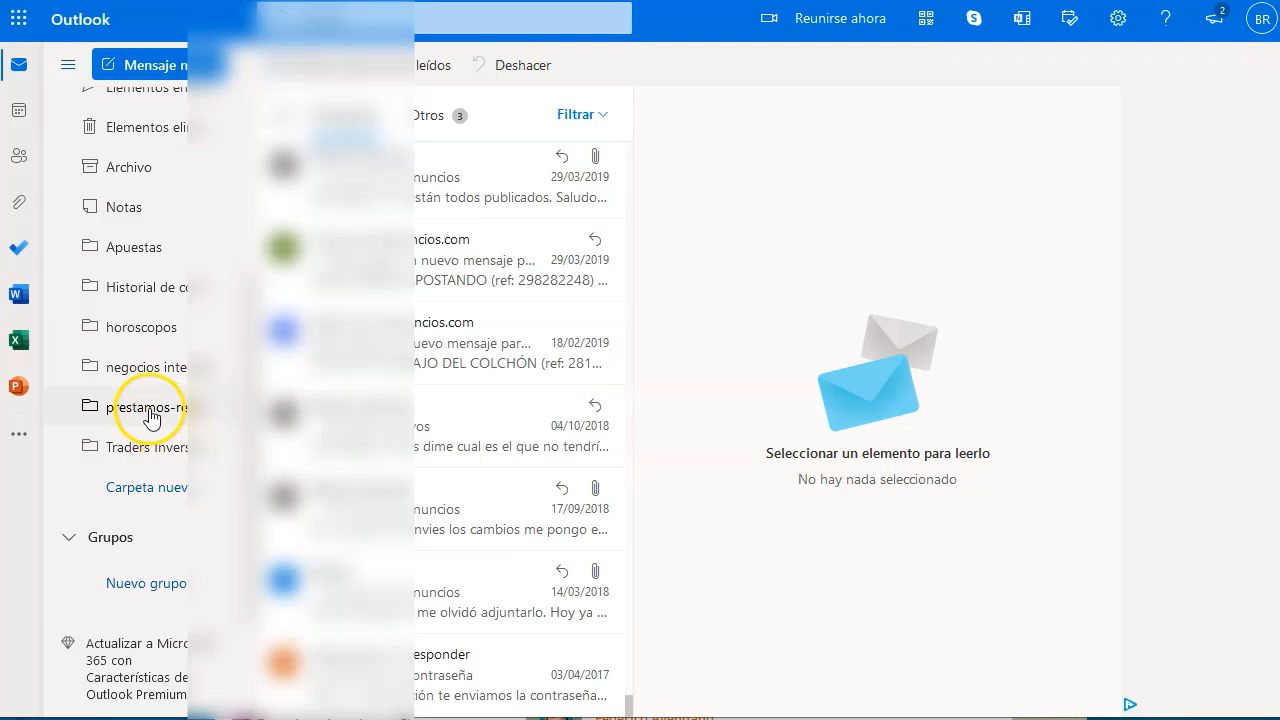 Outlook
Reunirse ahora
2
BR
Mensaje n
leídos
Deshacer
Elementos en
Elementos eli
Archivo
Notas
Apuestas
Historial de co
horoscopos
negocios inte
prestamos-re
Traders Invers
Carpeta nuev
Grupos
Nuevo grupo
Actualizar a Micro
365 con
Características de
Outlook Premium
Otros 3
Filtrar
nuncios 29/03/2019
stán todos publicados. Saludo...
ncios.com
n nuevo mensaje p... 29/03/2019
POSTANDO (ref: 298282248) ...
ncios.com
uevo mensaje par... 18/02/2019
AJO DEL COLCHÓN (ref: 281...
vos 04/10/2018
s dime cual es el que no tendrí...
nuncios 17/09/2018
nvies los cambios me pongo e...
nuncios 14/03/2018
me olvidó adjuntarlo. Hoy ya ...
esponder
ontraseña 03/04/2017
ción te enviamos la contraseña...
Seleccionar un elemento para leerlo
No hay nada seleccionado